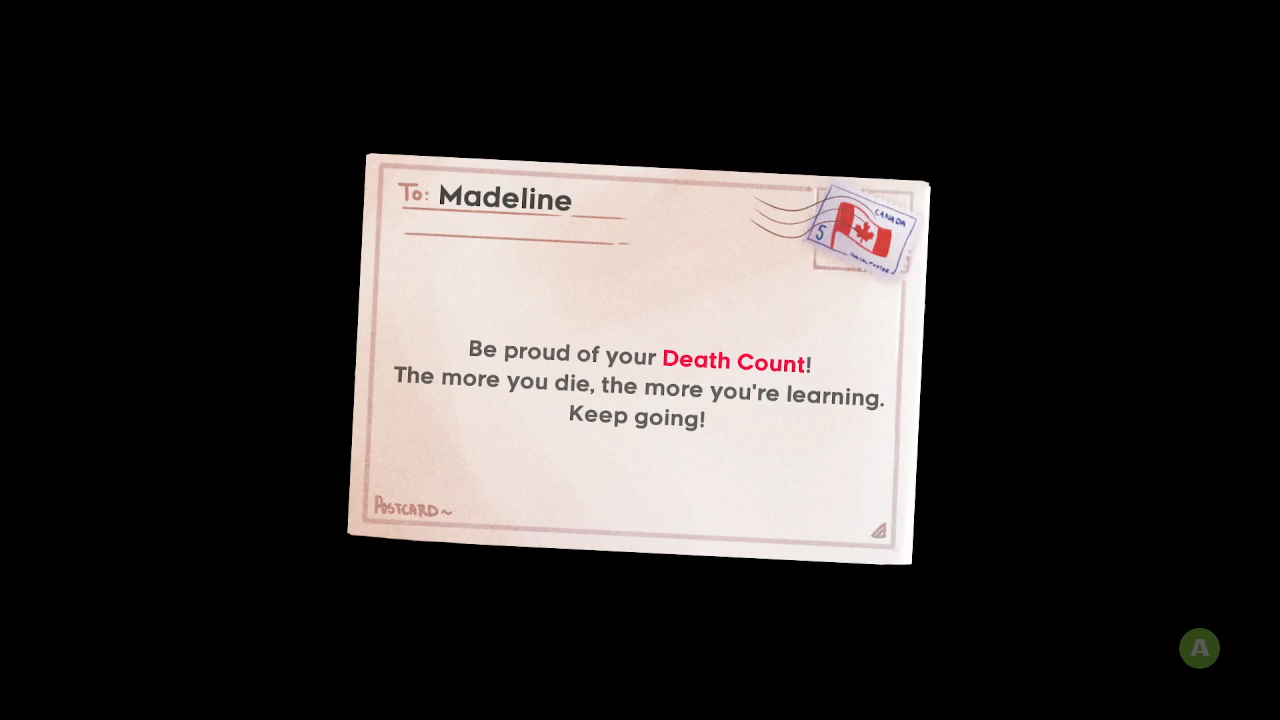 To: Madeline
CANADA
5
Be proud of your Death Count!
The more you die, the more you're learning.
Keep going!
POSTCARD~
A